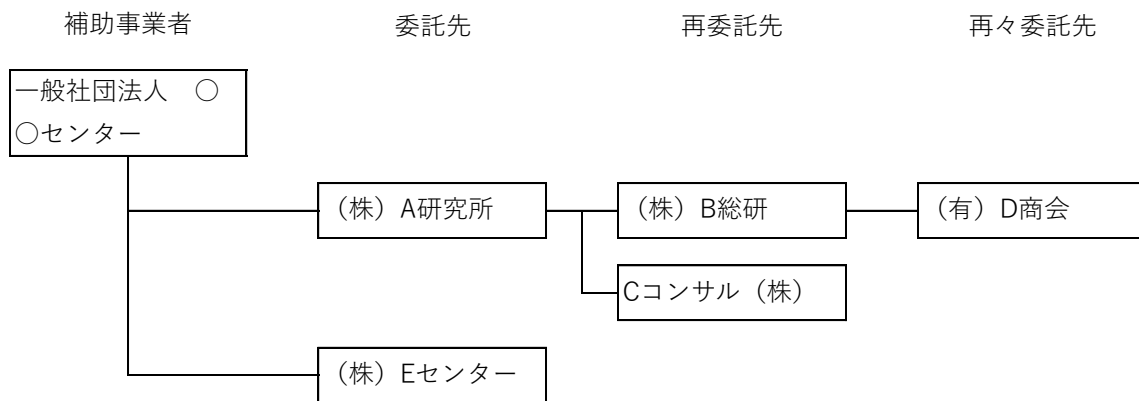 補助事業者 委託先 再委託先 再々委託先
一般社団法人 ○
○センター
(株) A研究所
(株) B総研
(有) D商会
Cコンサル (株)
(株) Eセンター